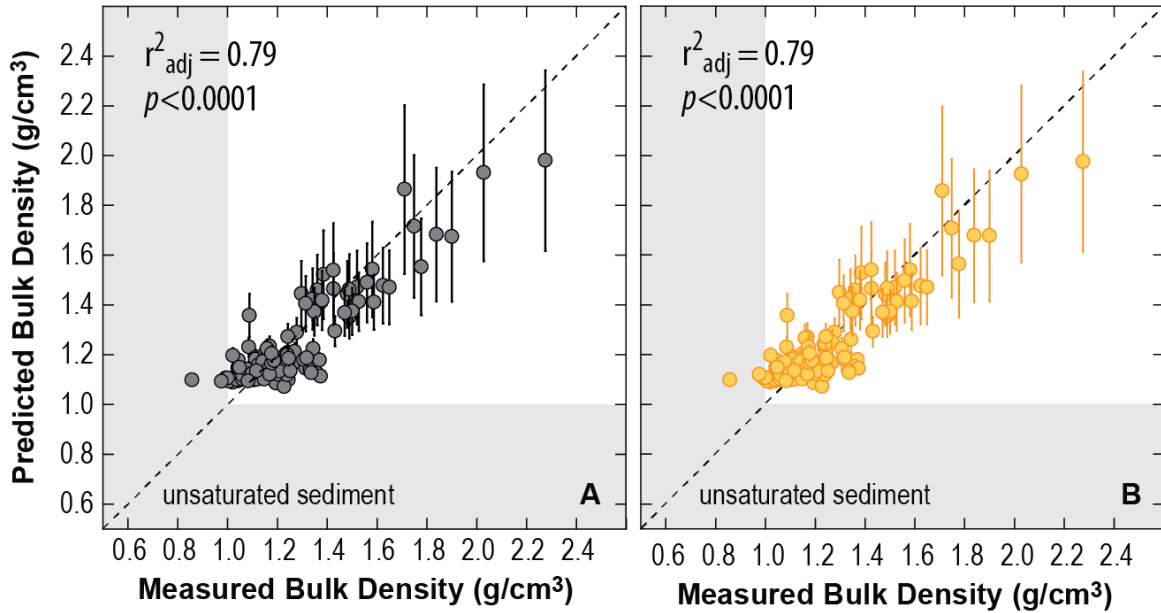 Predicted Bulk Density (g/cm³)
2.4
2.2
2.0
1.8
1.6
1.4
1.2
1.0
0.8
0.6
r²adj = 0.79
p<0.0001
unsaturated sediment
A
0.6 0.8 1.0 1.2 1.4 1.6 1.8 2.0 2.2 2.4
Measured Bulk Density (g/cm³)
r²adj = 0.79
p<0.0001
unsaturated sediment
B
0.6 0.8 1.0 1.2 1.4 1.6 1.8 2.0 2.2 2.4
Measured Bulk Density (g/cm³)